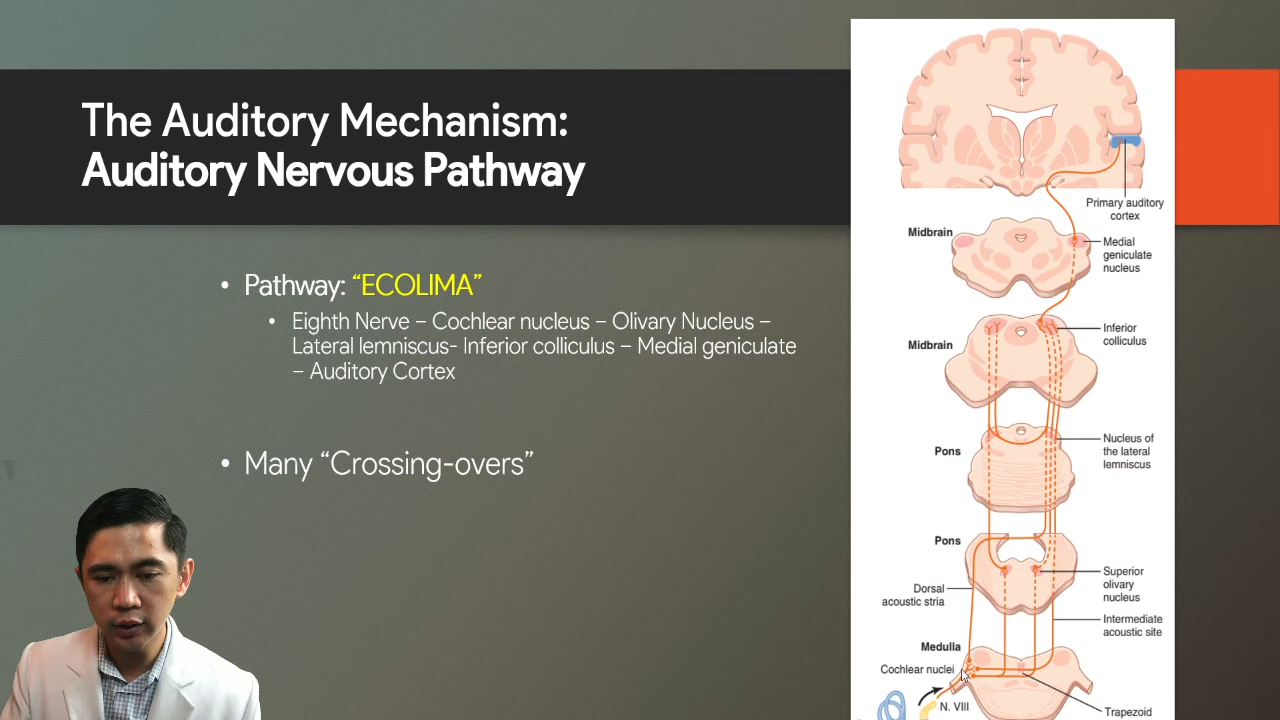 The Auditory Mechanism:
Auditory Nervous Pathway
• Pathway: “ECOLIMA”
• Eighth Nerve – Cochlear nucleus – Olivary Nucleus –
Lateral lemniscus- Inferior colliculus – Medial geniculate
– Auditory Cortex
• Many “Crossing-overs”
Primary auditory
cortex
Midbrain
Medial
geniculate
nucleus
Inferior
colliculus
Midbrain
Nucleus of
the lateral
lemniscus
Pons
Pons
Superior
olivary
nucleus
Dorsal
acoustic stria
Intermediate
acoustic site
Medulla
Cochlear nuclei
N. VIII
Trapezoid